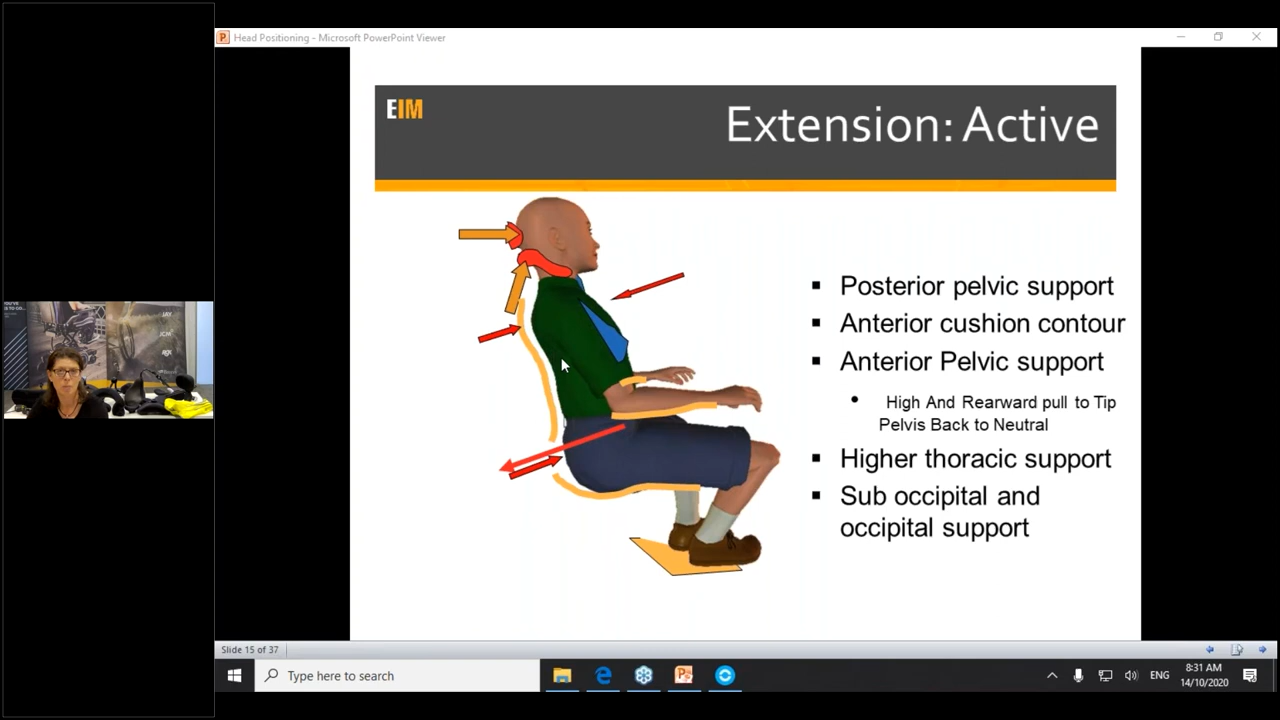 Head Positioning - Microsoft PowerPoint Viewer
EIM
Extension: Active
Posterior pelvic support
Anterior cushion contour
Anterior Pelvic support
High And Rearward pull to Tip
Pelvis Back to Neutral
Higher thoracic support
Sub occipital and
occipital support
JAY
Slide 15 of 37
Type here to search
ENG
8:31 AM
14/10/2020